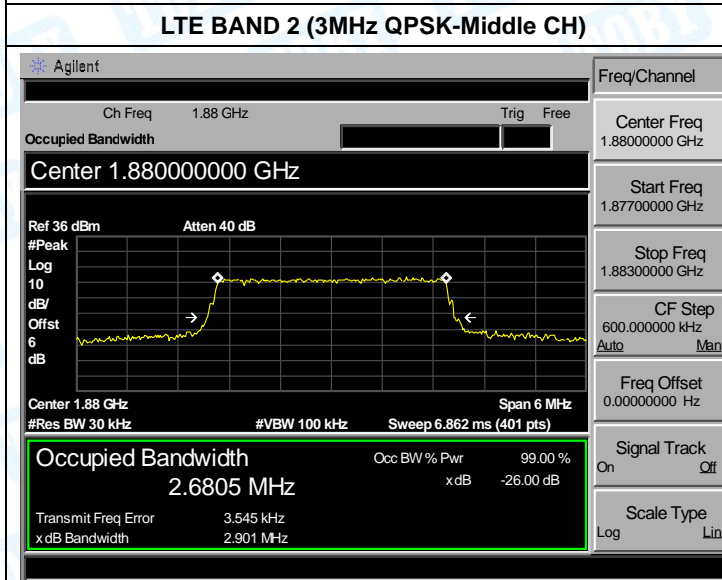 LTE BAND 2 (3MHz QPSK-Middle CH)
Agilent
Freq/Channel
Ch Freq 1.88 GHz Trig Free
Occupied Bandwidth
Center 1.880000000 GHz
Ref 36 dBm Atten 40 dB
#Peak
Log
10
dB/
Offst
6
dB
Center 1.88 GHz Span 6 MHz
#Res BW 30 kHz #VBW 100 kHz Sweep 6.862 ms (401 pts)
Occupied Bandwidth Occ BW % Pwr 99.00 %
2.6805 MHz x dB -26.00 dB
Transmit Freq Error 3.545 kHz
x dB Bandwidth 2.901 MHz
Center Freq
1.88000000 GHz
Start Freq
1.87700000 GHz
Stop Freq
1.88300000 GHz
CF Step
600.000000 kHz
Auto Man
Freq Offset
0.00000000 Hz
Signal Track
On Off
Scale Type
Log Lin